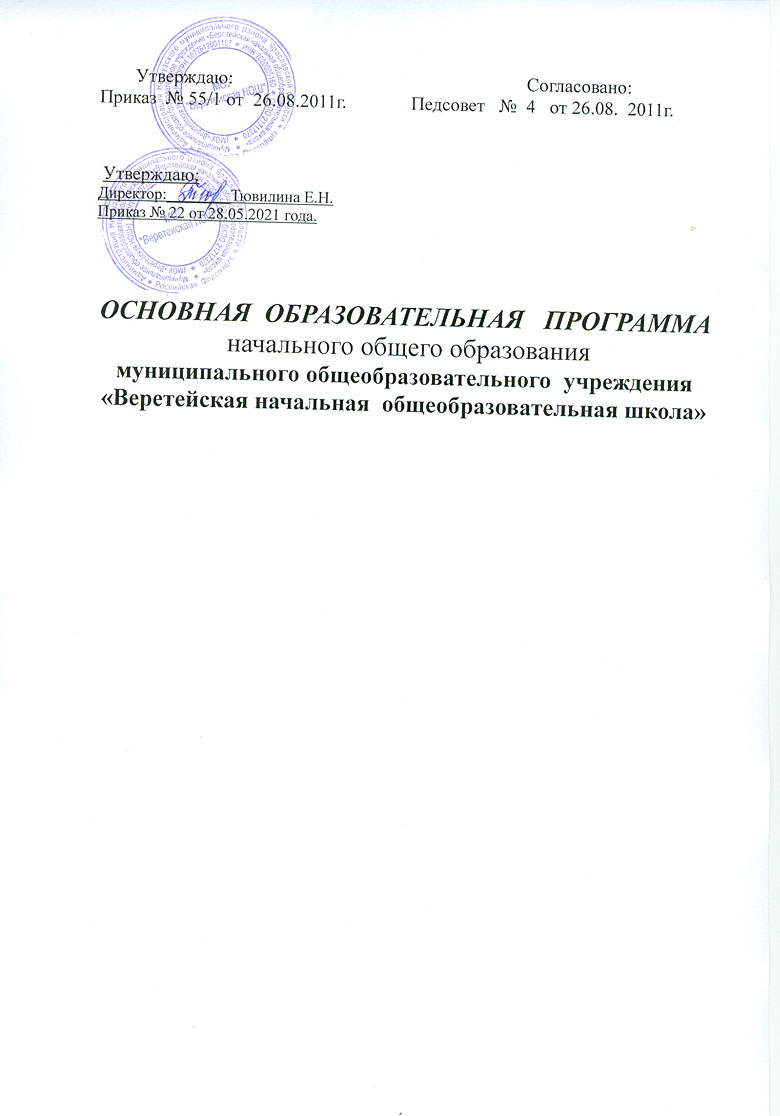 Утверждаю:
Согласовано:
Приказ № 55/1 от 26.08.2011г.
Педсовет № 4 от 26.08. 2011г.
Утверждаю:
Директор: Тювилина Е.Н.
Приказ № 22 от 28.05.2021 года.
ОСНОВНАЯ ОБРАЗОВАТЕЛЬНАЯ ПРОГРАММА
начального общего образования
муниципального общеобразовательного учреждения
«Веретейская начальная общеобразовательная школа»